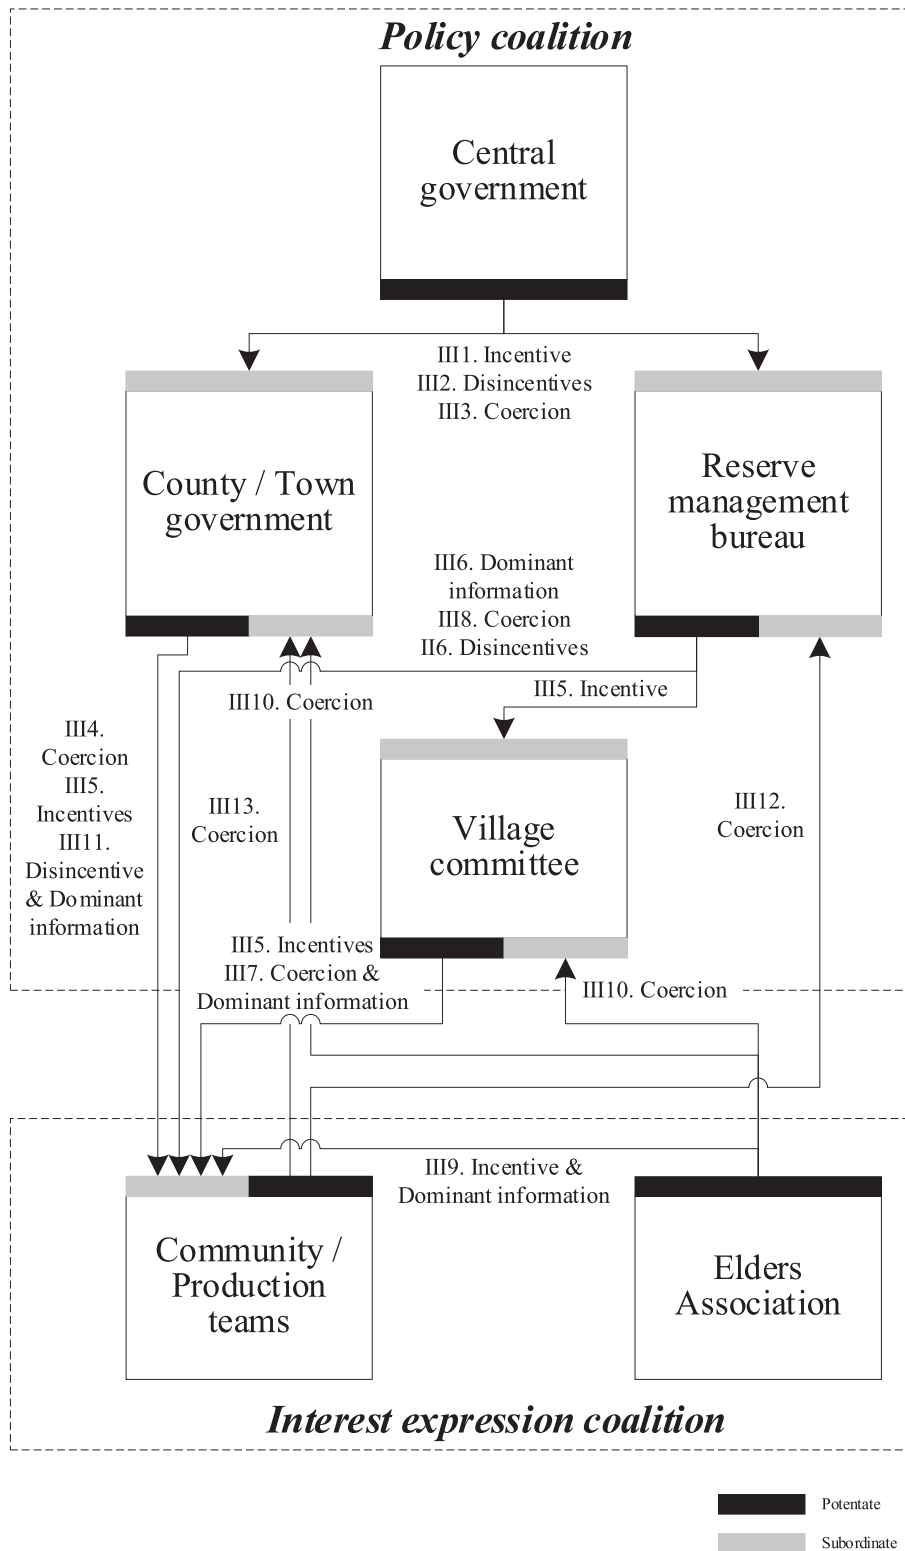 Policy coalition
Central
government
III1. Incentive
III2. Disincentives
III3. Coercion
County / Town
government
Reserve
management
bureau
III6. Dominant
information
III8. Coercion
II6. Disincentives
III5. Incentive
III10. Coercion
III4.
Coercion
III5.
Incentives
III11.
Disincentive
& Dominant
information
III13.
Coercion
Village
committee
III12.
Coercion
III5. Incentives
III7. Coercion &
Dominant information
III10. Coercion
III9. Incentive &
Dominant information
Community /
Production
teams
Elders
Association
Interest expression coalition
Potentate
Subordinate